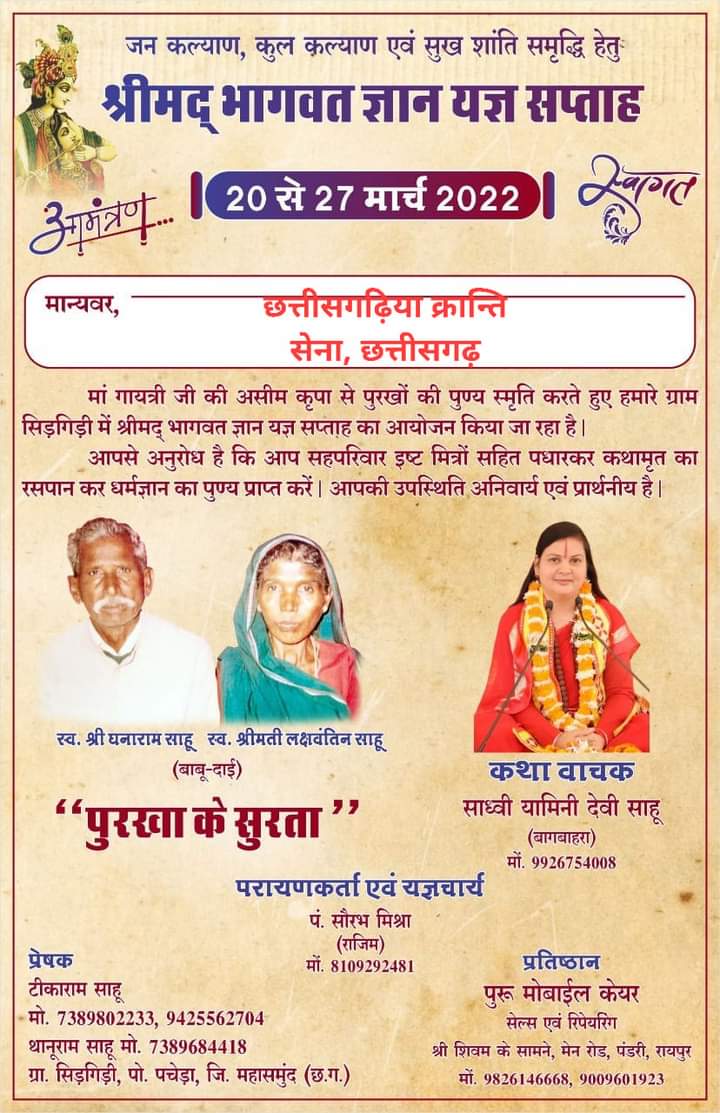 जन कल्याण, कुल कल्याण एवं सुख शांति समृद्धि हेतु
श्रीमद् भागवत ज्ञान यज्ञ सप्ताह
20 से 27 मार्च 2022
स्वागत
आमंत्रण...
मान्यवर,
छत्तीसगढ़िया क्रान्ति
सेना, छत्तीसगढ़
मां गायत्री जी की असीम कृपा से पुरखों की पुण्य स्मृति करते हुए हमारे ग्राम
सिड़गिड़ी में श्रीमद् भागवत ज्ञान यज्ञ सप्ताह का आयोजन किया जा रहा है।
आपसे अनुरोध है कि आप सहपरिवार इष्ट मित्रों सहित पधारकर कथामृत का
रसपान कर धर्मज्ञान का पुण्य प्राप्त करें। आपकी उपस्थिति अनिवार्य एवं प्रार्थनीय है।
स्व. श्री घनाराम साहू स्व. श्रीमती लक्षवंतिन साहू
(बाबू-दाई)
‘‘पुरखा के सुरता ’’
कथा वाचक
साध्वी यामिनी देवी साहू
(बागबाहरा)
मों. 9926754008
परायणकर्ता एवं यज्ञचार्य
पं. सौरभ मिश्रा
(राजिम)
मों. 8109292481
प्रेषक
टीकाराम साहू
मो. 7389802233, 9425562704
थानूराम साहू मो. 7389684418
ग्रा. सिड़गिड़ी, पो. पचेड़ा, जि. महासमुंद (छ.ग.)
प्रतिष्ठान
पुरू मोबाईल केयर
सेल्स एवं रिपेयरिंग
श्री शिवम के सामने, मेन रोड, पंडरी, रायपुर
मों. 9826146668, 9009601923